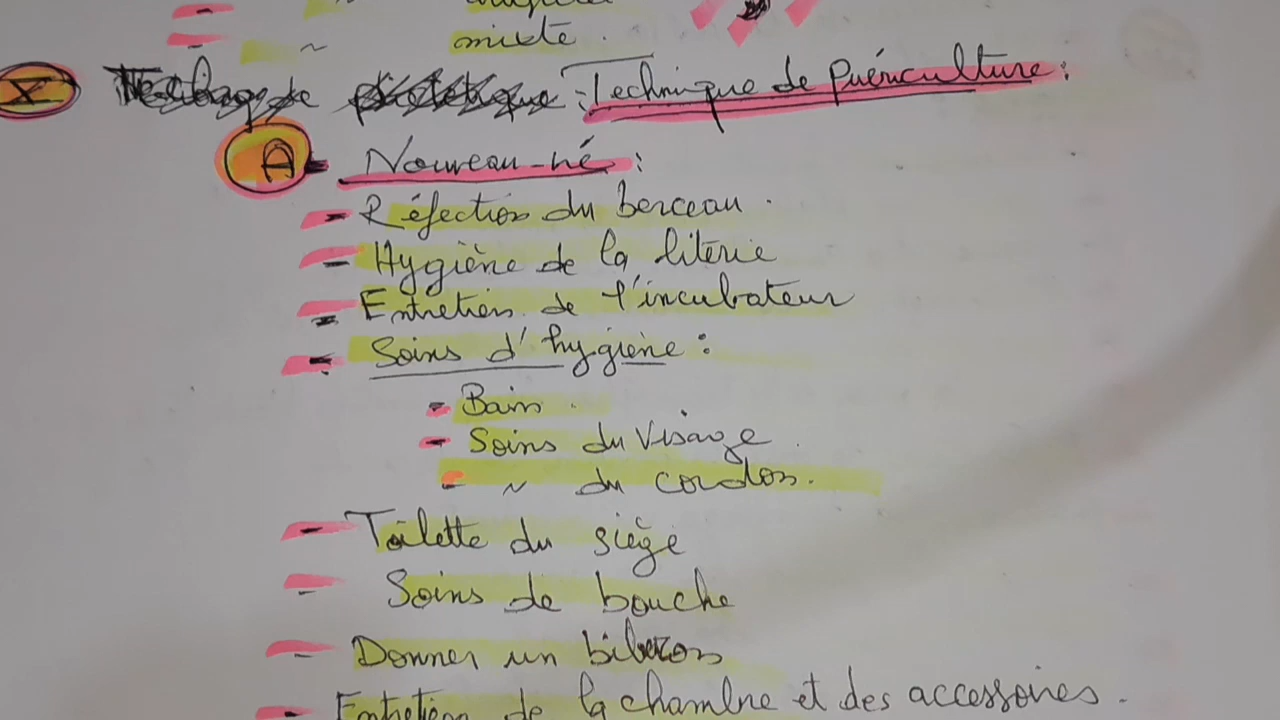 ~ mixte.
X Technique de Puériculture :
A - Nouveau-né :
- Réfection du berceau.
- Hygiène de la literie
- Entretien de l'incubateur
- Soins d'hygiène :
- Bain.
- Soins du Visage.
- ~ du cordon.
- Toilette du siège
- Soins de bouche
- Donner un biberon
- Entretien de la chambre et des accessoires.